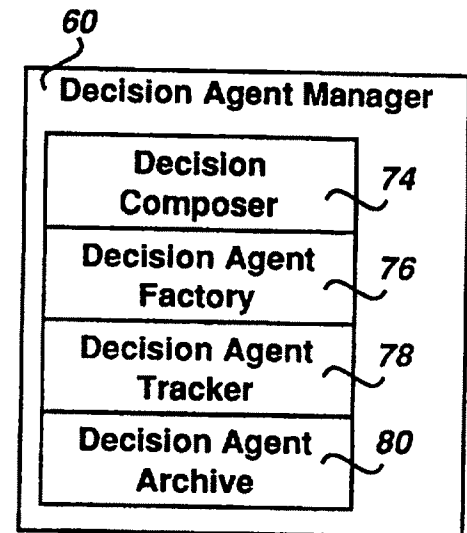 60
Decision Agent Manager
Decision
Composer
74
Decision Agent
Factory
76
Decision Agent
Tracker
78
Decision Agent
Archive
80